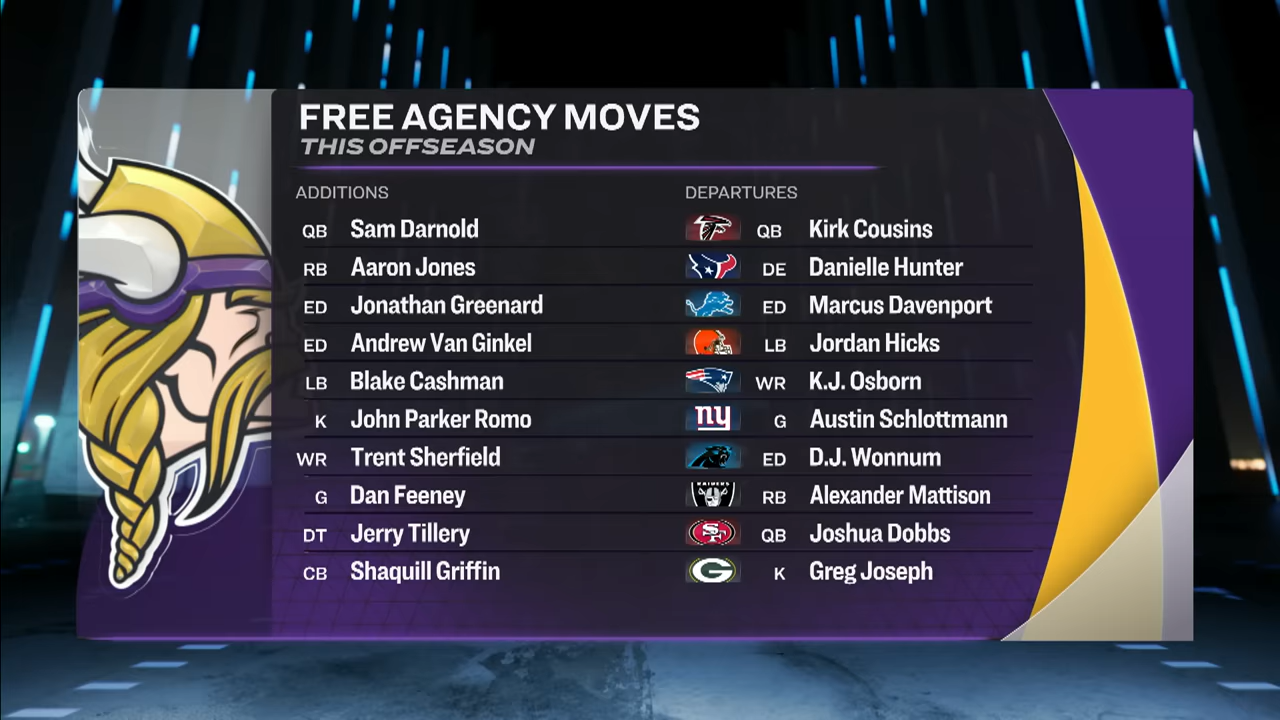 FREE AGENCY MOVES
THIS OFFSEASON
ADDITIONS
QB Sam Darnold
RB Aaron Jones
ED Jonathan Greenard
ED Andrew Van Ginkel
LB Blake Cashman
K John Parker Romo
WR Trent Sherfield
G Dan Feeney
DT Jerry Tillery
CB Shaquill Griffin
DEPARTURES
QB Kirk Cousins
DE Danielle Hunter
ED Marcus Davenport
LB Jordan Hicks
WR K.J. Osborn
ny G Austin Schlottmann
ED D.J. Wonnum
RAIDERS RB Alexander Mattison
SF QB Joshua Dobbs
G K Greg Joseph